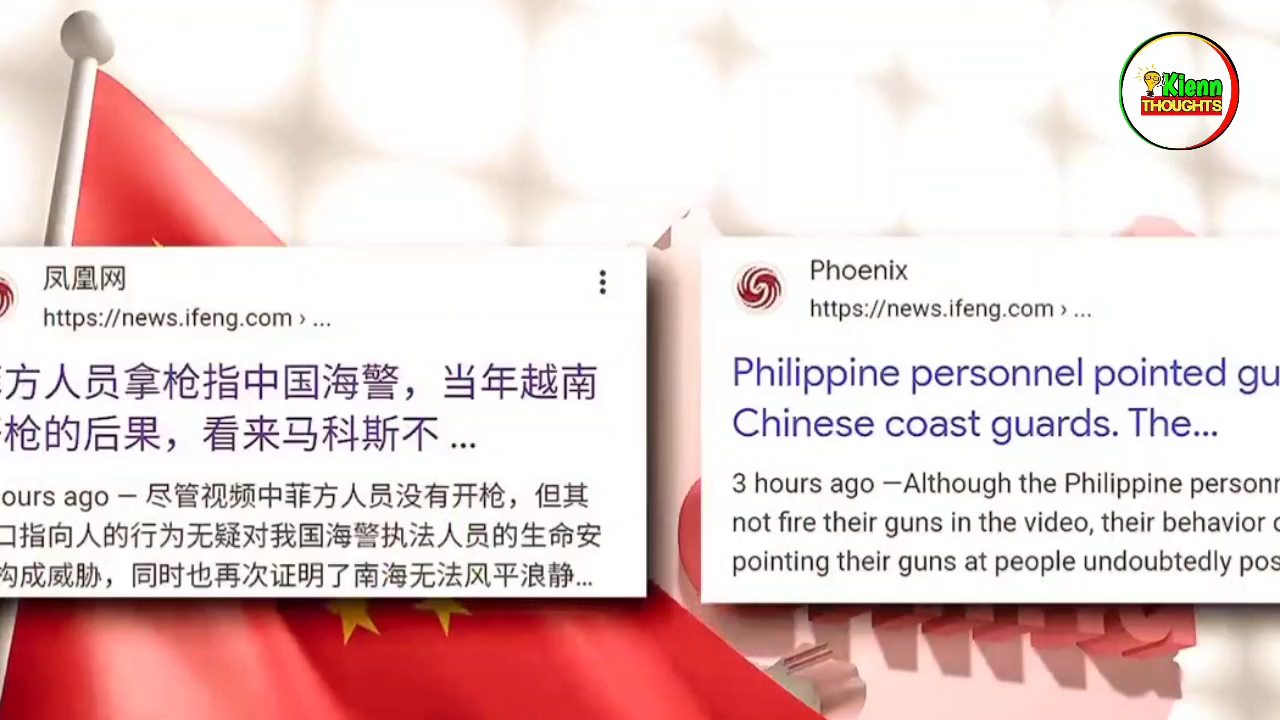 Kienn
THOUGHTS
凤凰网
https://news.ifeng.com › ...
方人员拿枪指中国海警，当年越南
枪的后果，看来马科斯不 ...
ours ago — 尽管视频中菲方人员没有开枪，但其
口指向人的行为无疑对我国海警执法人员的生命安
构成威胁，同时也再次证明了南海无法风平浪静...
Phoenix
https://news.ifeng.com › ...
Philippine personnel pointed
Chinese coast guards. The...
3 hours ago —Although the Philippine
not fire their guns in the video, their behavior
pointing their guns at people undoubtedly